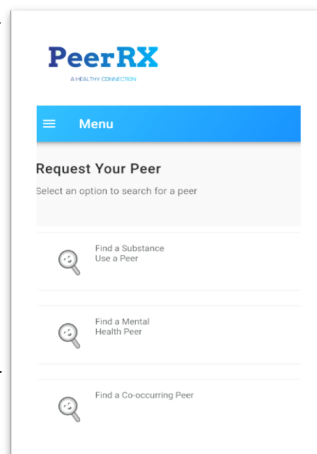 PeerRX
A HEALTHY CONNECTION
Menu
Request Your Peer
Select an option to search for a peer
Find a Substance
Use a Peer
Find a Mental
Health Peer
Find a Co-occurring Peer